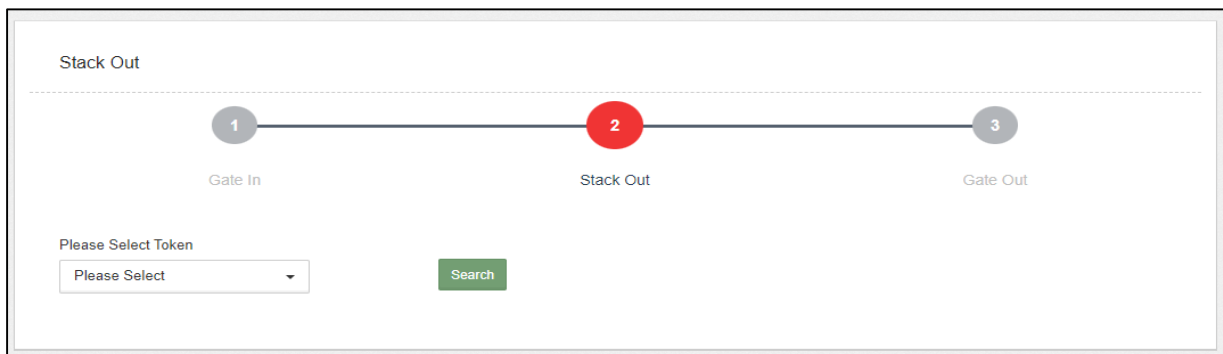 Stack Out
1 2 3
Gate In Stack Out Gate Out
Please Select Token
Please Select Search